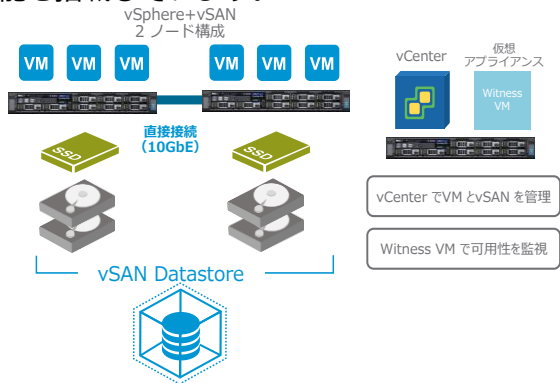 vSphere+vSAN
2 ノード構成
VM VM VM VM VM VM
vCenter
仮想
アプライアンス
Witness
VM
直接接続
(10GbE)
SSD SSD
vCenter でVM とvSAN を管理
Witness VM で可用性を監視
vSAN Datastore